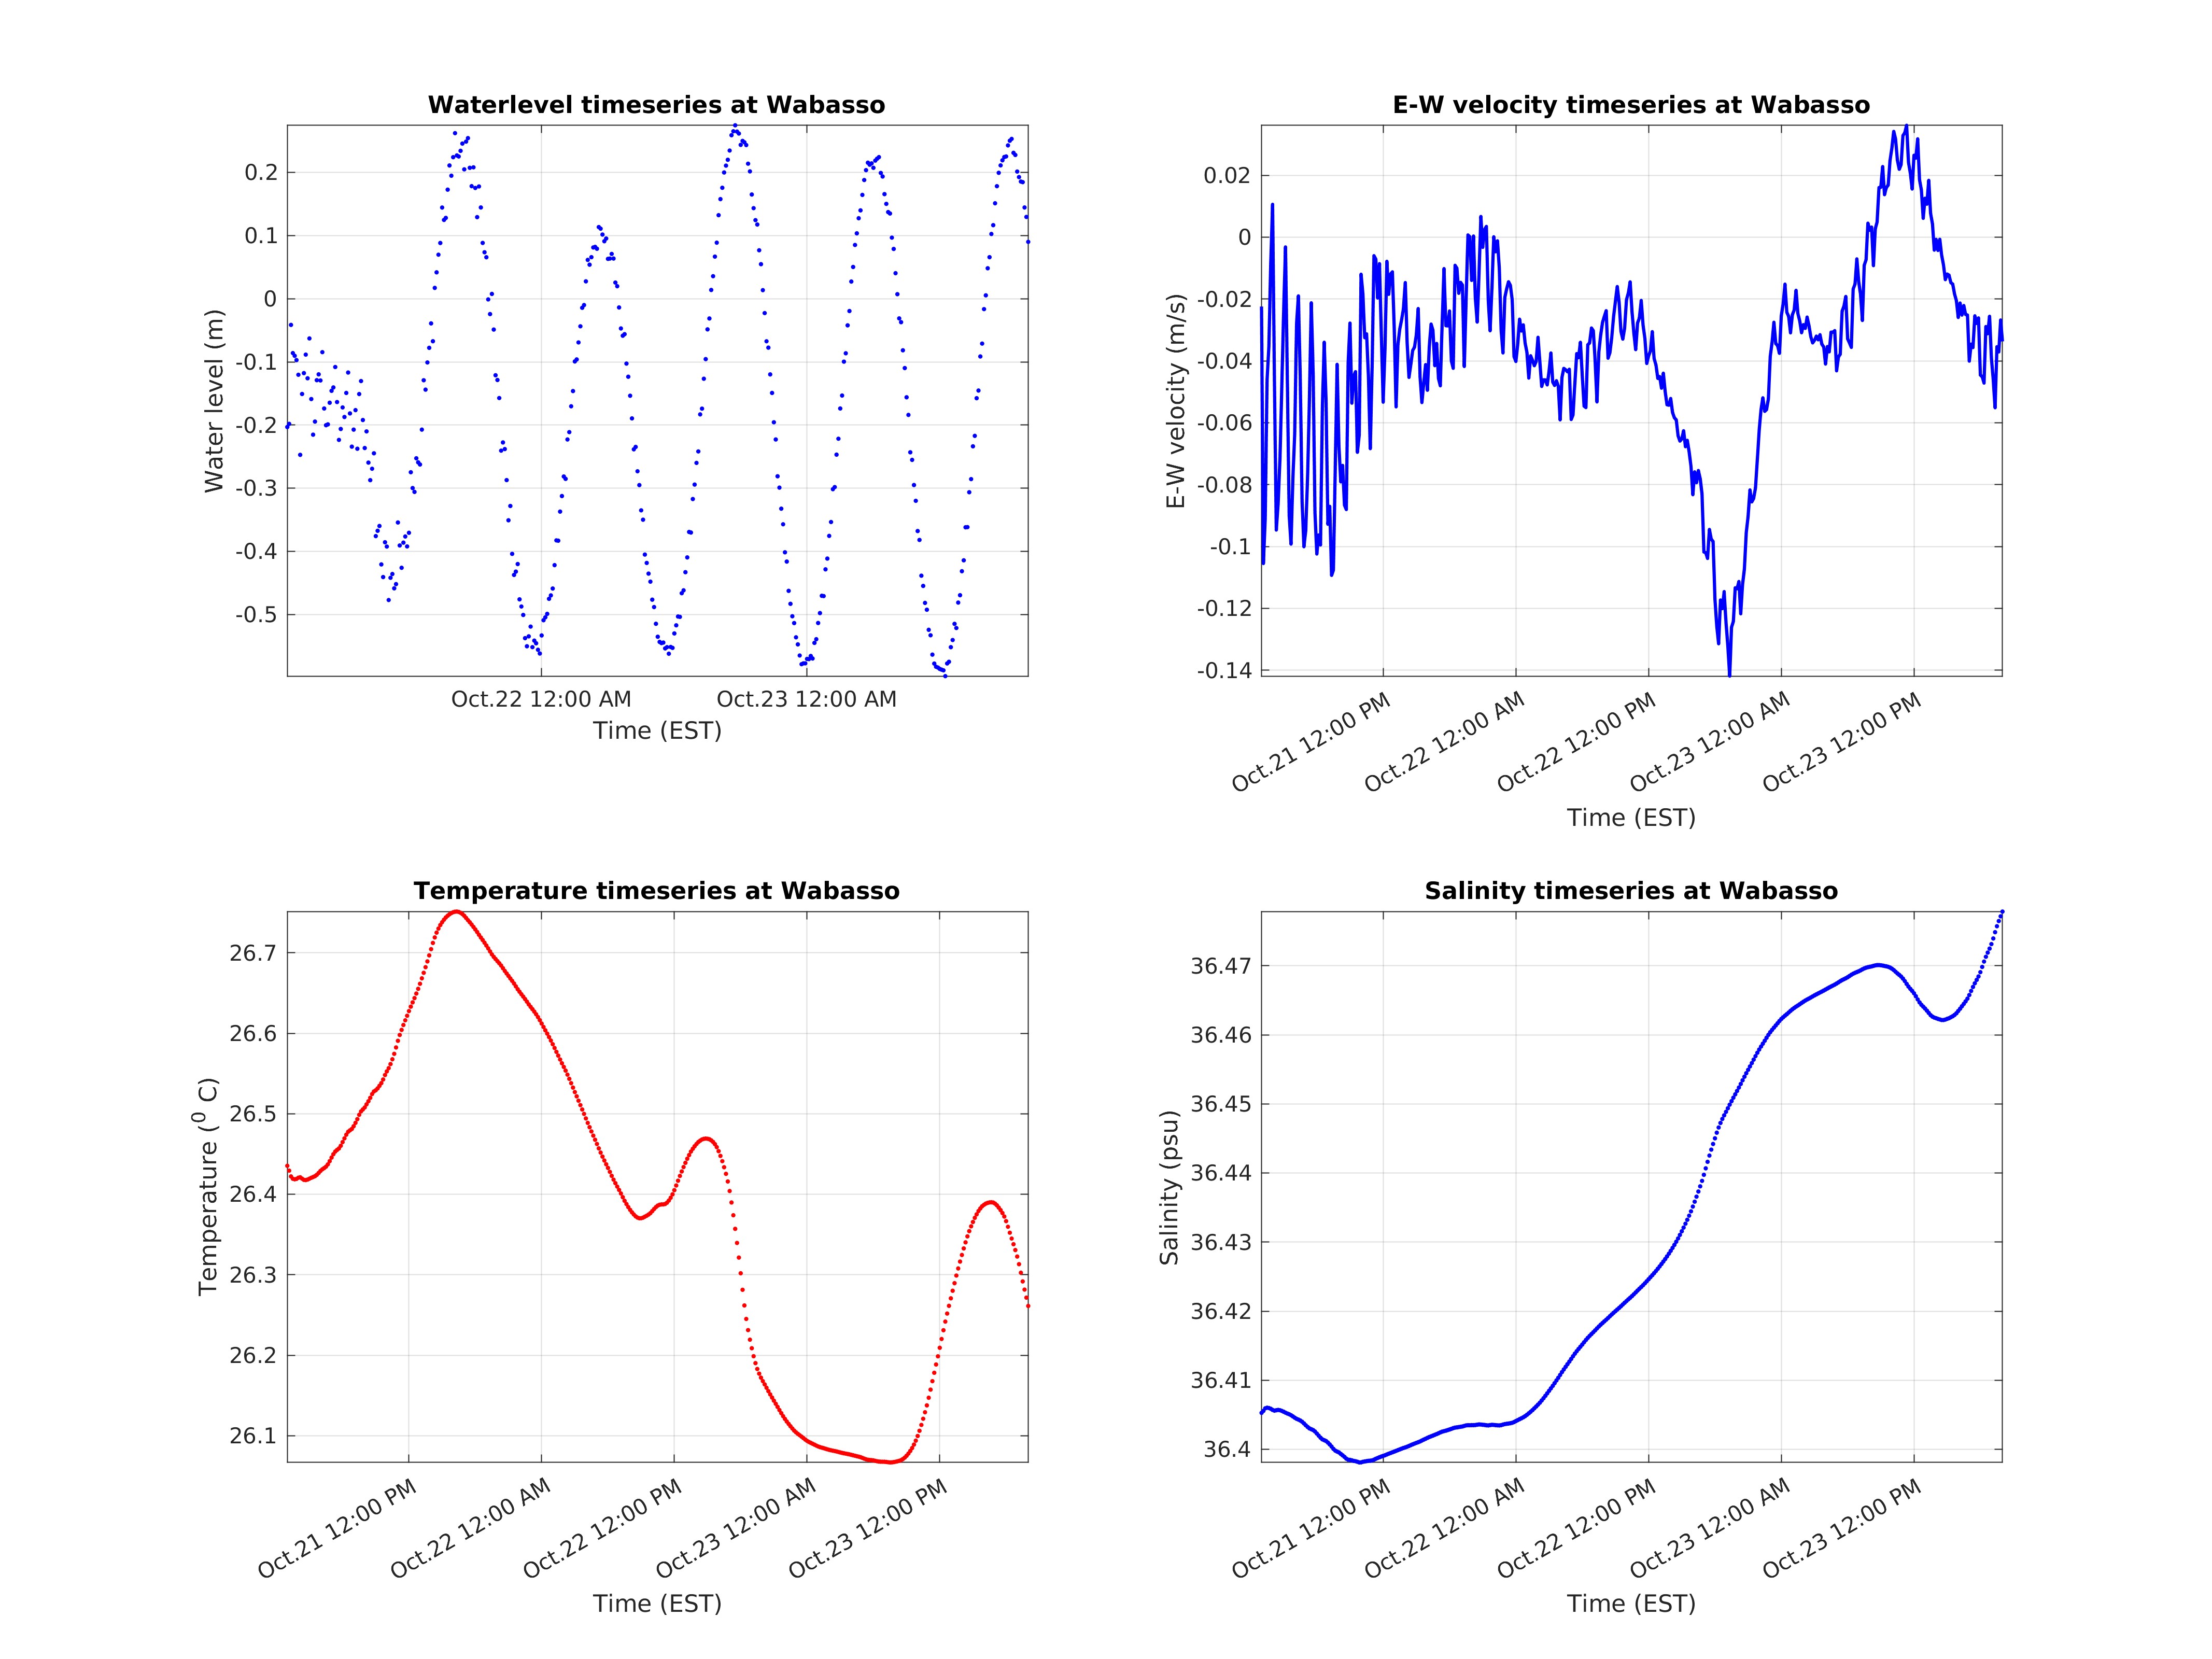 Waterlevel timeseries at Wabasso
0.2
0.1
0
-0.1
-0.2
-0.3
-0.4
-0.5
Water level (m)
Oct.22 12:00 AM
Oct.23 12:00 AM
Time (EST)
E-W velocity timeseries at Wabasso
0.02
0
-0.02
-0.04
-0.06
-0.08
-0.1
-0.12
-0.14
E-W velocity (m/s)
Oct.21 12:00 PM
Oct.22 12:00 AM
Oct.22 12:00 PM
Oct.23 12:00 AM
Oct.23 12:00 PM
Time (EST)
Temperature timeseries at Wabasso
26.7
26.6
26.5
26.4
26.3
26.2
26.1
Temperature (⁰ C)
Oct.21 12:00 PM
Oct.22 12:00 AM
Oct.22 12:00 PM
Oct.23 12:00 AM
Oct.23 12:00 PM
Time (EST)
Salinity timeseries at Wabasso
36.47
36.46
36.45
36.44
36.43
36.42
36.41
36.4
Salinity (psu)
Oct.21 12:00 PM
Oct.22 12:00 AM
Oct.22 12:00 PM
Oct.23 12:00 AM
Oct.23 12:00 PM
Time (EST)